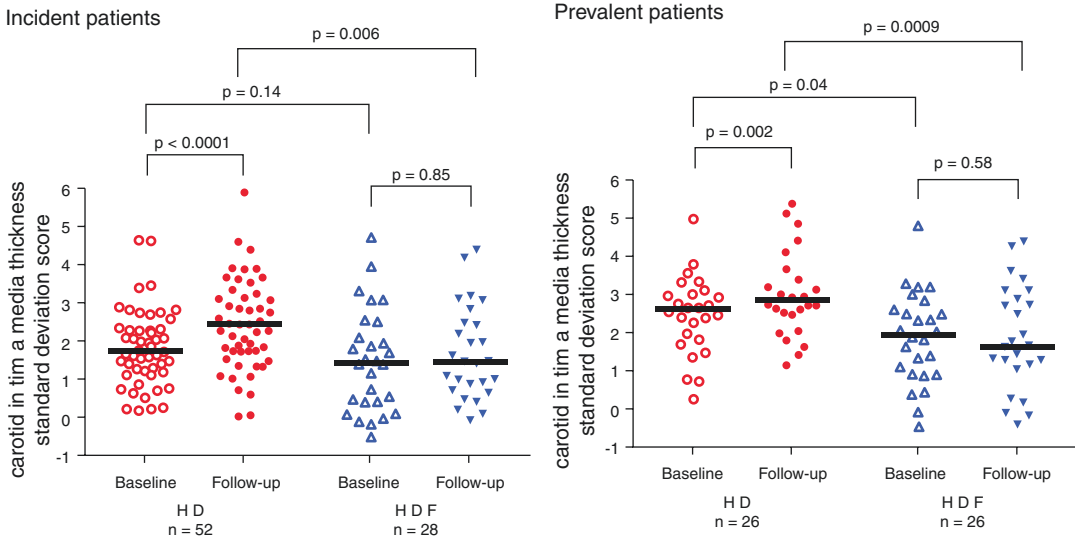 Incident patients
p = 0.006
p = 0.14
p < 0.0001
p = 0.85
carotid in tim a media thickness
standard deviation score
6
5
4
3
2
1
0
-1
Baseline
Follow-up
Baseline
Follow-up
H D
n = 52
H D F
n = 28
Prevalent patients
p = 0.0009
p = 0.04
p = 0.002
p = 0.58
carotid in tim a media thickness
standard deviation score
6
5
4
3
2
1
0
-1
Baseline
Follow-up
Baseline
Follow-up
H D
n = 26
H D F
n = 26